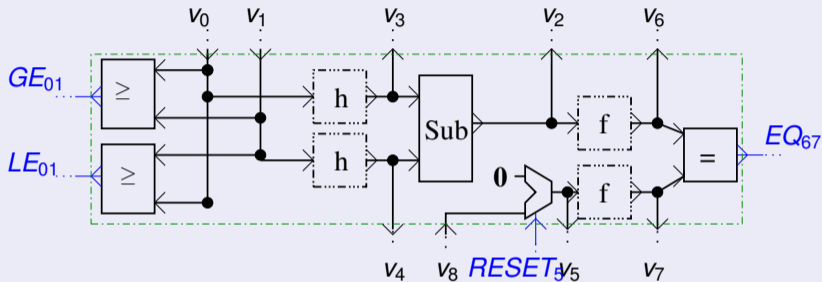 v0 v1 v3 v2 v6
GE01 ≥ h Sub f EQ67
LE01 ≥ h 0 f =
v4 v8 RESET5 v5 v7